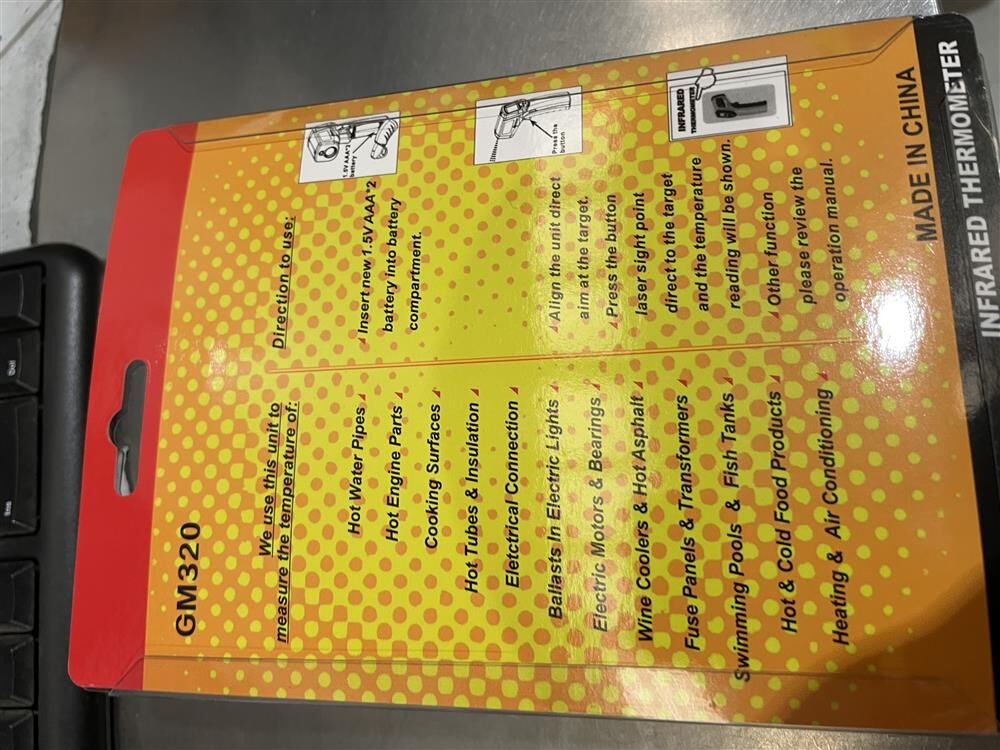 GM320
We use this unit to
measure the temperature of:
Hot Water Pipes
Hot Engine Parts
Cooking Surfaces
Hot Tubes & Insulation
Eletctrical Connection
Ballasts In Electric Lights
Electric Motors & Bearings
Wine Coolers & Hot Asphalt
Fuse Panels & Transformers
Swimming Pools & Fish Tanks
Hot & Cold Food Products
Heating & Air Conditioning
Direction to use:
Insert new 1.5V AAA*2
battery into battery
compartment.
Align the unit direct
aim at the target.
Press the button
laser sight point
direct to the target
and the temperature
reading will be shown.
Other function
please review the
operation manual.
1.5V AAA*2
battery
Press the
button
INFRARED
THERMOMETER
MADE IN CHINA
INFRARED THERMOMETER
Ins